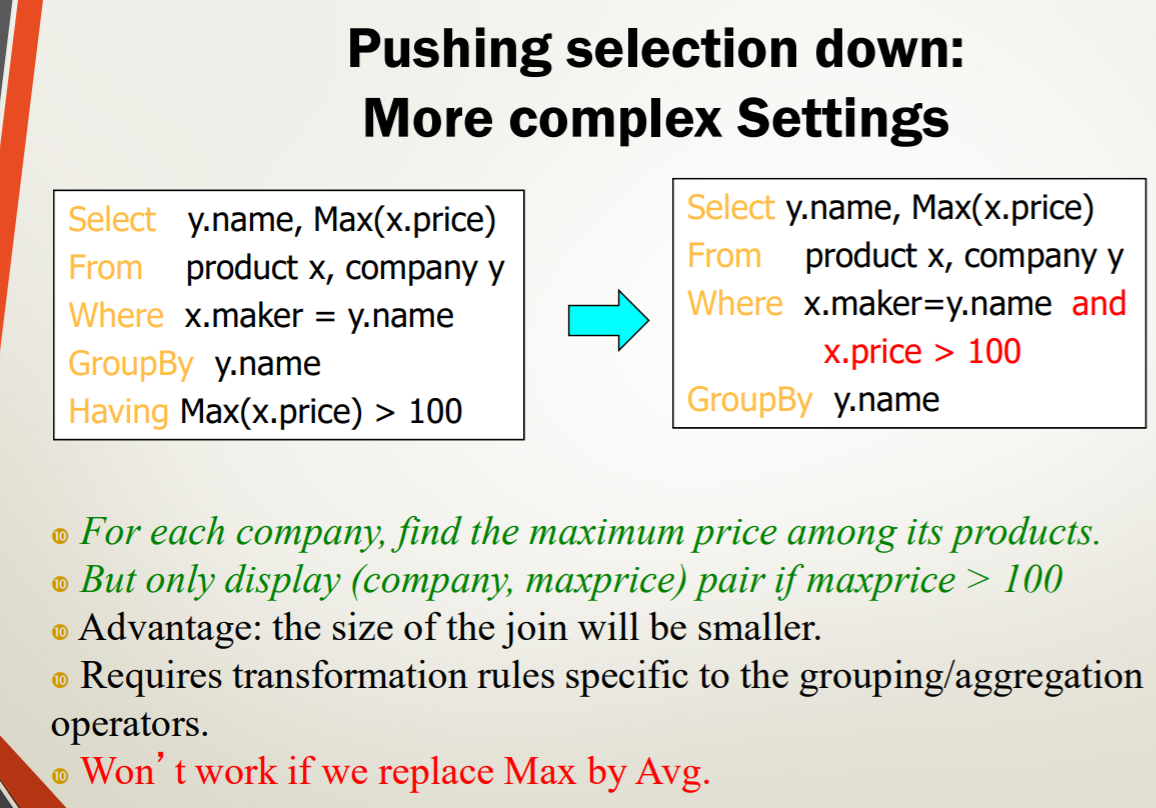 Pushing selection down:
More complex Settings
Select y.name, Max(x.price)
From product x, company y
Where x.maker = y.name
GroupBy y.name
Having Max(x.price) > 100
Select y.name, Max(x.price)
From product x, company y
Where x.maker=y.name and
x.price > 100
GroupBy y.name
❿ For each company, find the maximum price among its products.
❿ But only display (company, maxprice) pair if maxprice > 100
❿ Advantage: the size of the join will be smaller.
❿ Requires transformation rules specific to the grouping/aggregation
operators.
❿ Won’t work if we replace Max by Avg.